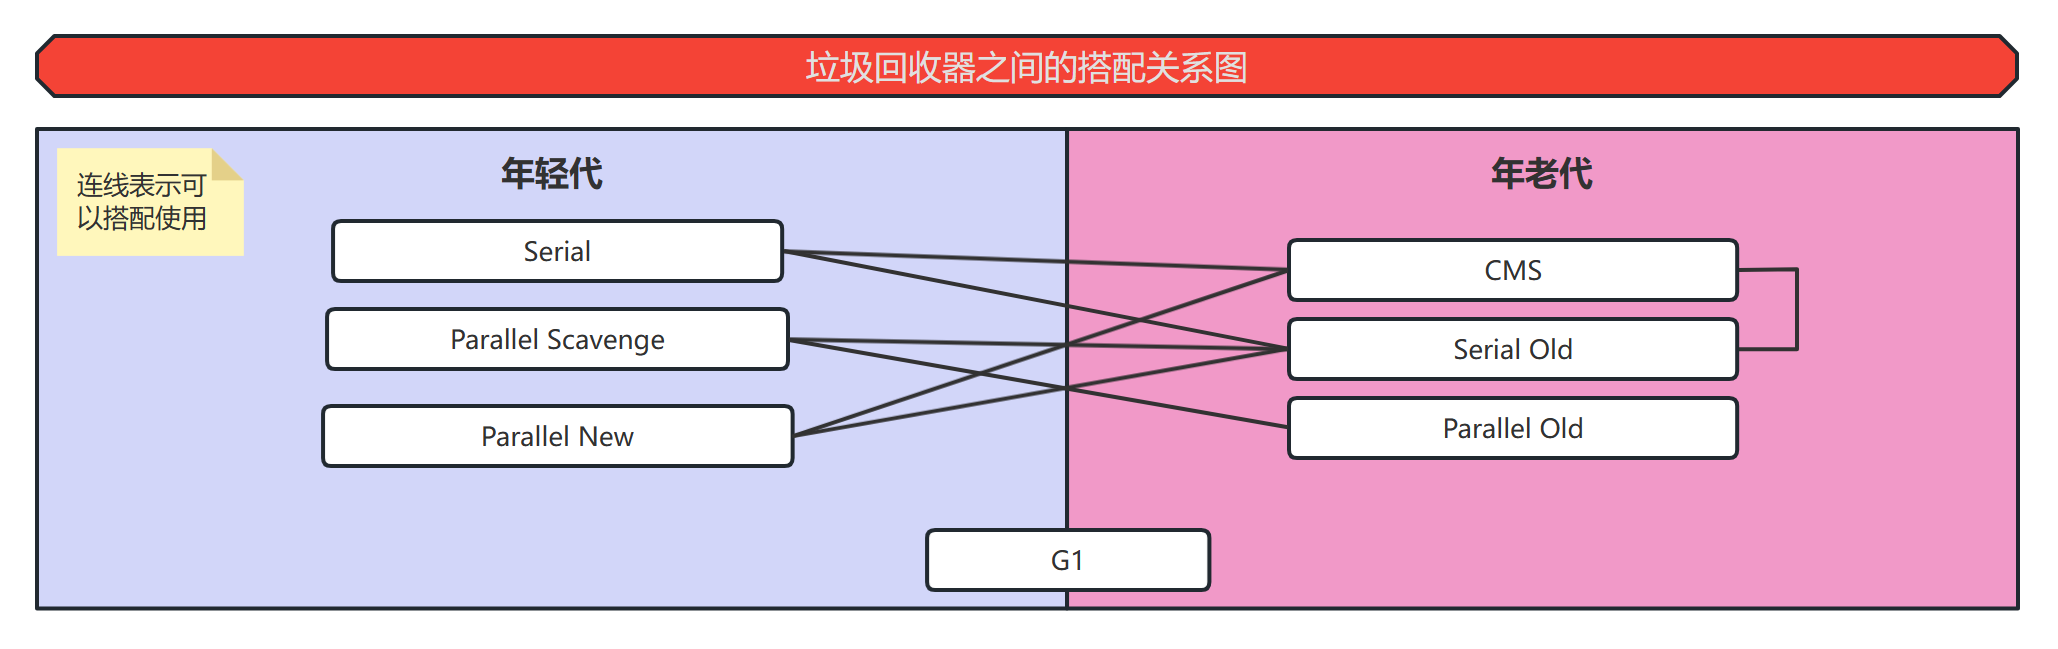 垃圾回收器之间的搭配关系图
连线表示可
以搭配使用
年轻代
Serial
Parallel Scavenge
Parallel New
年老代
CMS
Serial Old
Parallel Old
G1